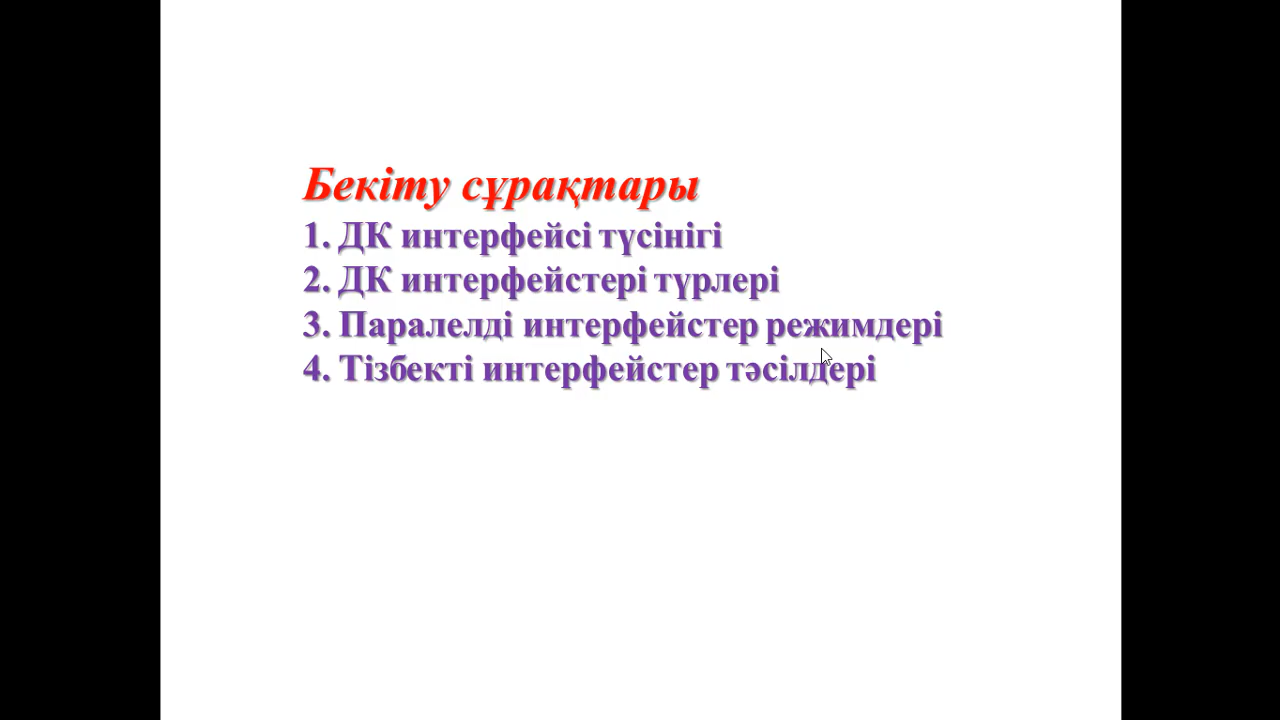 Бекіту сұрақтары
1. ДК интерфейсі түсінігі
2. ДК интерфейстері түрлері
3. Паралелді интерфейстер режимдері
4. Тізбекті интерфейстер тәсілдері